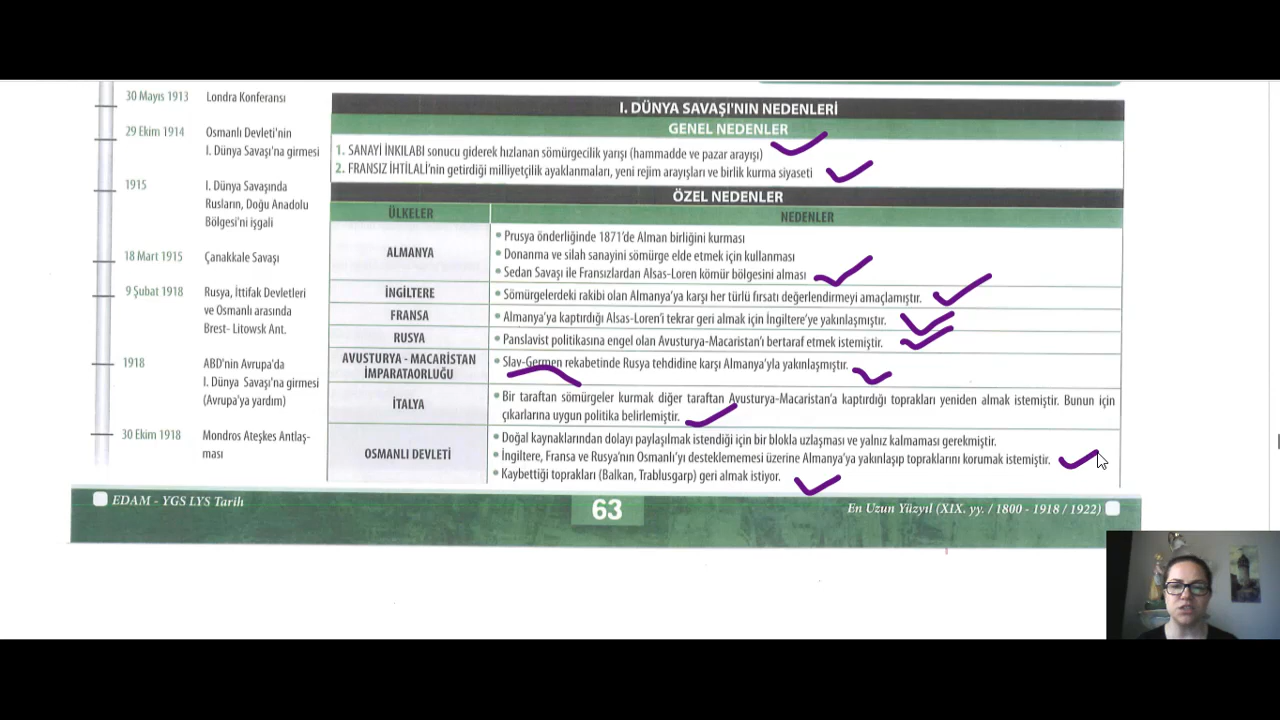 30 Mayıs 1913 Londra Konferansı
29 Ekim 1914 Osmanlı Devleti'nin
I. Dünya Savaşı'na girmesi
1915 I. Dünya Savaşında
Rusların, Doğu Anadolu
Bölgesi'ni işgali
18 Mart 1915 Çanakkale Savaşı
9 Şubat 1918 Rusya, İttifak Devletleri
ve Osmanlı arasında
Brest- Litowsk Ant.
1918 ABD'nin Avrupa'da
I. Dünya Savaşı'na girmesi
(Avrupa'ya yardım)
30 Ekim 1918 Mondros Ateşkes Antlaş-
ması
I. DÜNYA SAVAŞI'NIN NEDENLERİ
GENEL NEDENLER
1. SANAYİ İNKILABI sonucu giderek hızlanan sömürgecilik yarışı (hammadde ve pazar arayışı)
2. FRANSIZ İHTİLALİ'nin getirdiği milliyetçilik ayaklanmaları, yeni rejim arayışları ve birlik kurma siyaseti
ÖZEL NEDENLER
ÜLKELER NEDENLER
ALMANYA
• Prusya önderliğinde 1871'de Alman birliğini kurması
• Donanma ve silah sanayini sömürge elde etmek için kullanması
• Sedan Savaşı ile Fransızlardan Alsas-Loren kömür bölgesini alması
İNGİLTERE
• Sömürgelerdeki rakibi olan Almanya'ya karşı her türlü fırsatı değerlendirmeyi amaçlamıştır.
FRANSA
• Almanya'ya kaptırdığı Alsas-Loren'i tekrar geri almak için İngiltere'ye yakınlaşmıştır.
RUSYA
• Panslavist politikasına engel olan Avusturya-Macaristan'ı bertaraf etmek istemiştir.
AVUSTURYA - MACARİSTAN
İMPARATAORLUĞU
• Slav-Germen rekabetinde Rusya tehdidine karşı Almanya'yla yakınlaşmıştır.
İTALYA
• Bir taraftan sömürgeler kurmak diğer taraftan Avusturya-Macaristan'a kaptırdığı toprakları yeniden almak istemiştir. Bunun için
çıkarlarına uygun politika belirlemiştir.
OSMANLI DEVLETİ
• Doğal kaynaklarından dolayı paylaşılmak istendiği için bir blokla uzlaşması ve yalnız kalmaması gerekmiştir.
• İngiltere, Fransa ve Rusya'nın Osmanlı'yı desteklememesi üzerine Almanya'ya yakınlaşıp topraklarını korumak istemiştir.
• Kaybettiği toprakları (Balkan, Trablusgarp) geri almak istiyor.
EDAM - YGS LYS Tarih
63
En Uzun Yüzyıl (XIX. yy. / 1800 - 1918 / 1922)